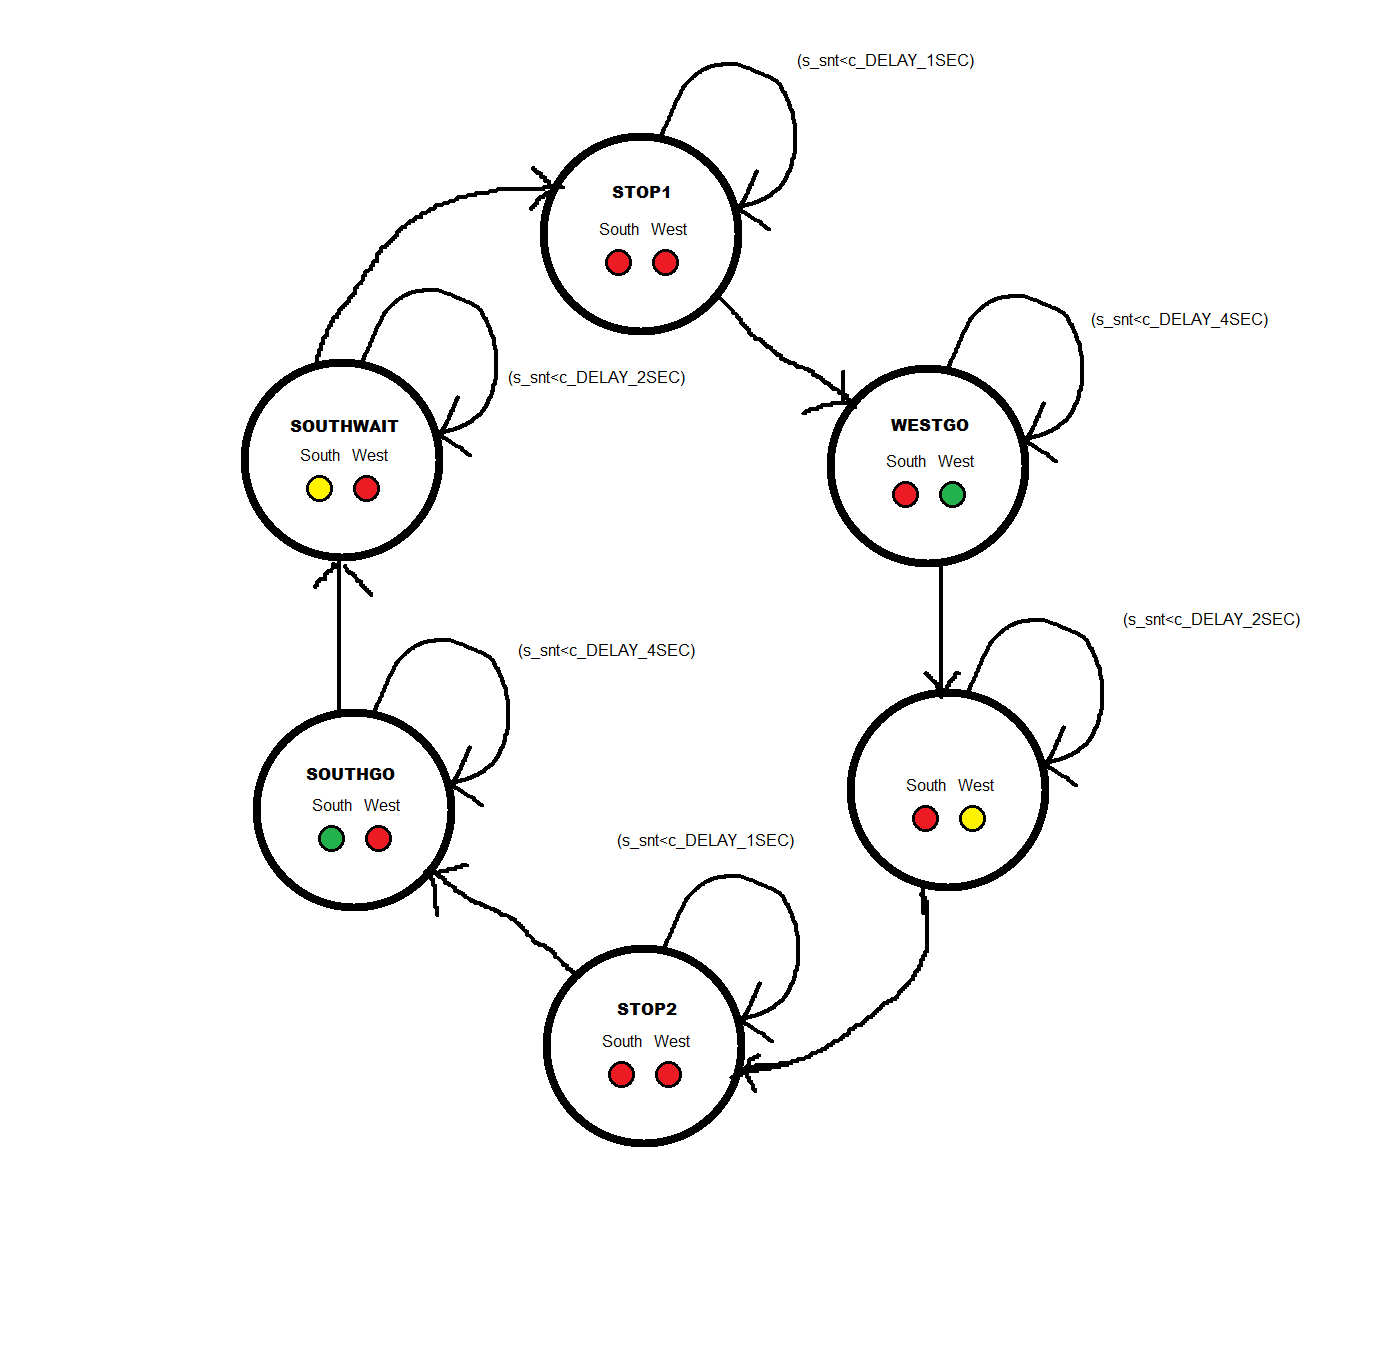 (s_snt<c_DELAY_1SEC)
STOP1
South West
(s_snt<c_DELAY_4SEC)
WESTGO
South West
(s_snt<c_DELAY_2SEC)
SOUTHWAIT
South West
(s_snt<c_DELAY_2SEC)
South West
(s_snt<c_DELAY_4SEC)
SOUTHGO
South West
(s_snt<c_DELAY_1SEC)
STOP2
South West